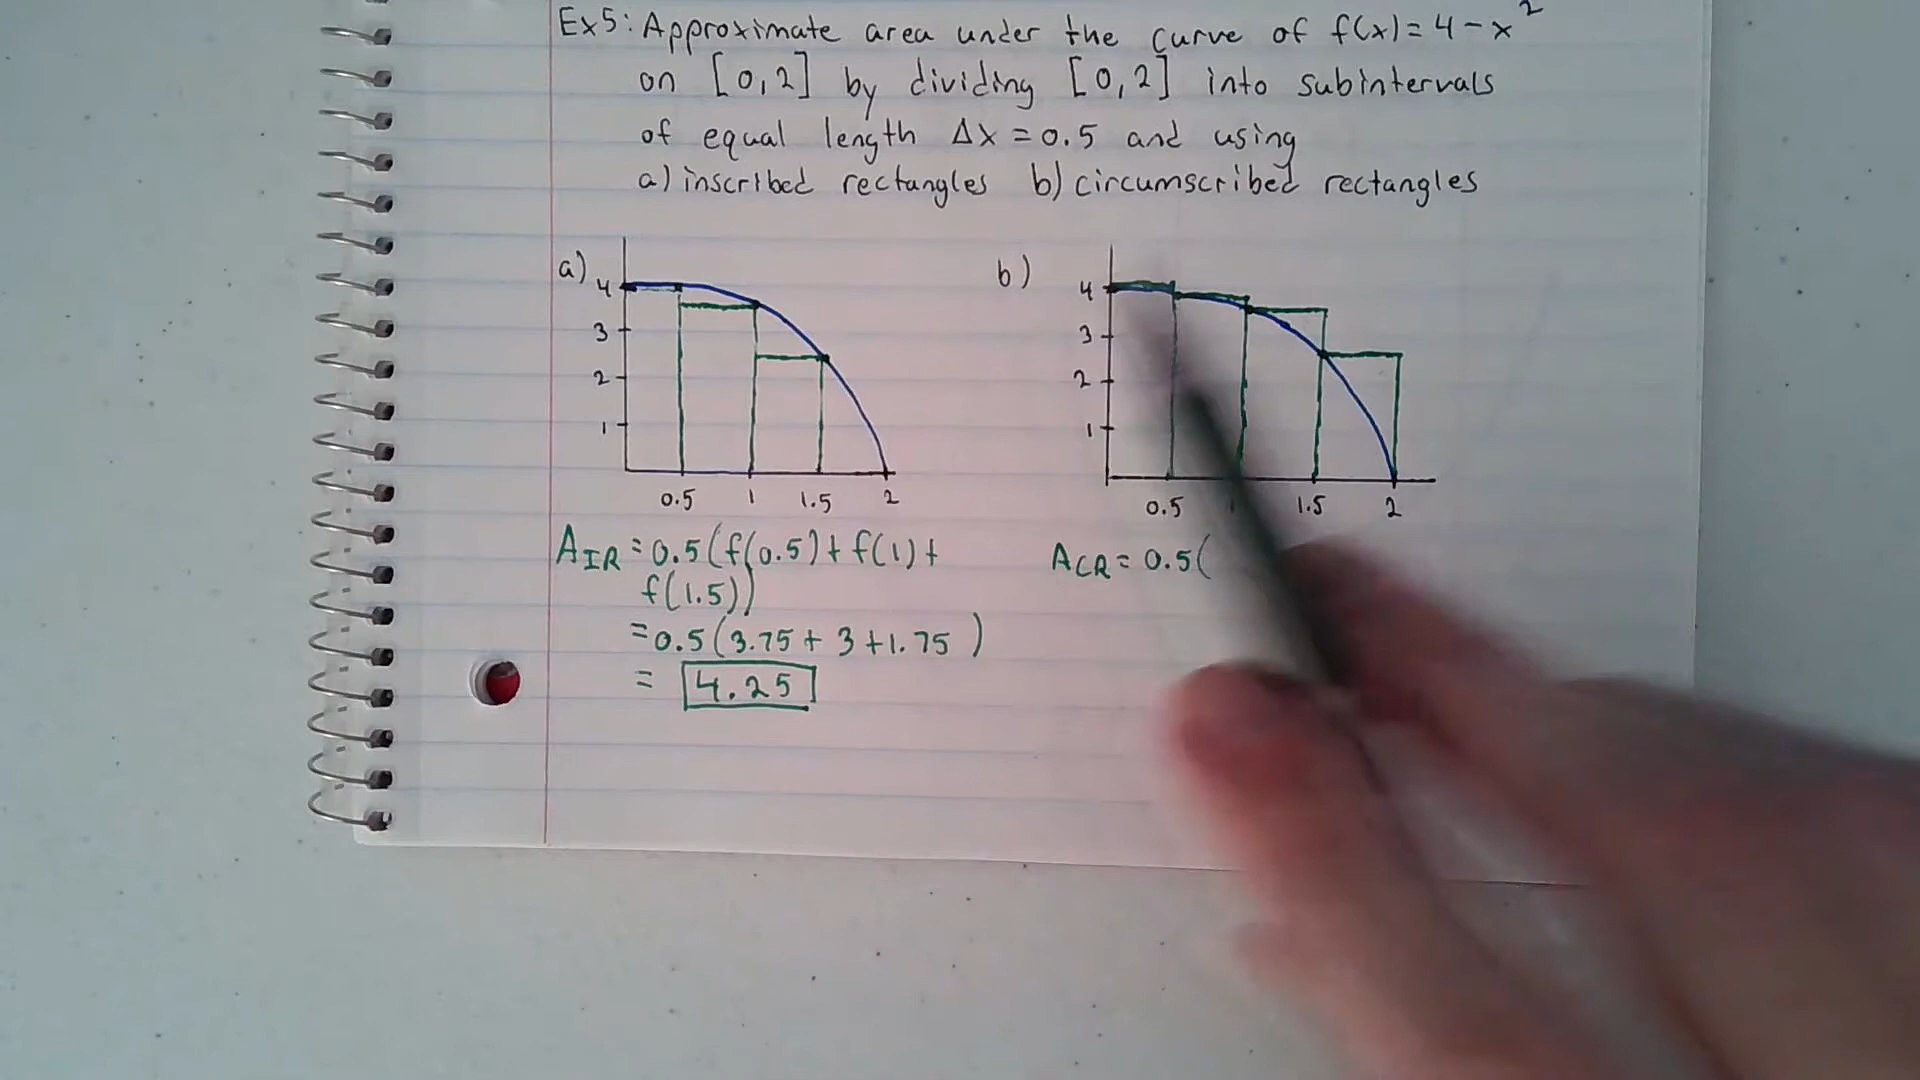 Ex5: Approximate area under the curve of f(x) = 4 - x²
on [0,2] by dividing [0,2] into subintervals
of equal length Δx = 0.5 and using
a) inscribed rectangles b) circumscribed rectangles
a)
4
3
2
1
0.5 1 1.5 2
A_IR = 0.5(f(0.5) + f(1) +
f(1.5))
= 0.5(3.75 + 3 + 1.75 )
= 4.25
b)
4
3
2
1
0.5 1.5 2
A_CR = 0.5(